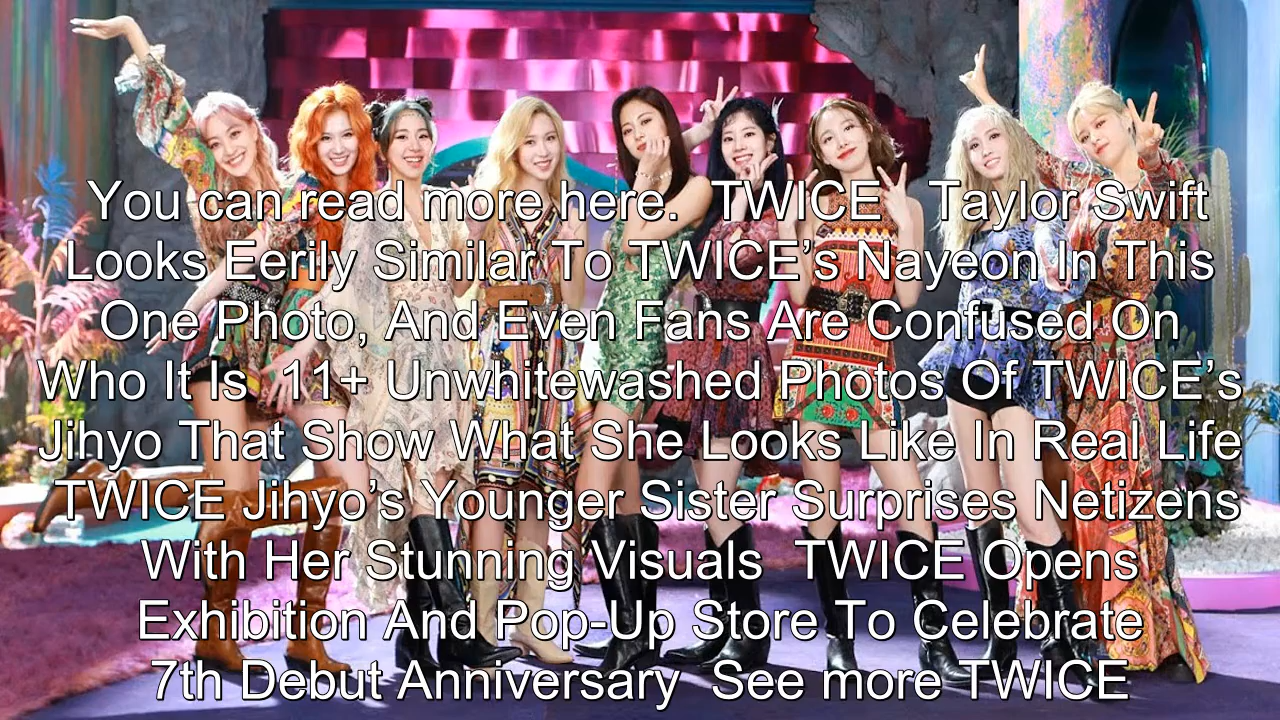 You can read more here.  TWICE   Taylor Swift
Looks Eerily Similar To TWICE’s Nayeon In This
One Photo, And Even Fans Are Confused On
Who It Is  11+ Unwhitewashed Photos Of TWICE’s
Jihyo That Show What She Looks Like In Real Life
TWICE Jihyo’s Younger Sister Surprises Netizens
With Her Stunning Visuals  TWICE Opens
Exhibition And Pop-Up Store To Celebrate
7th Debut Anniversary  See more TWICE